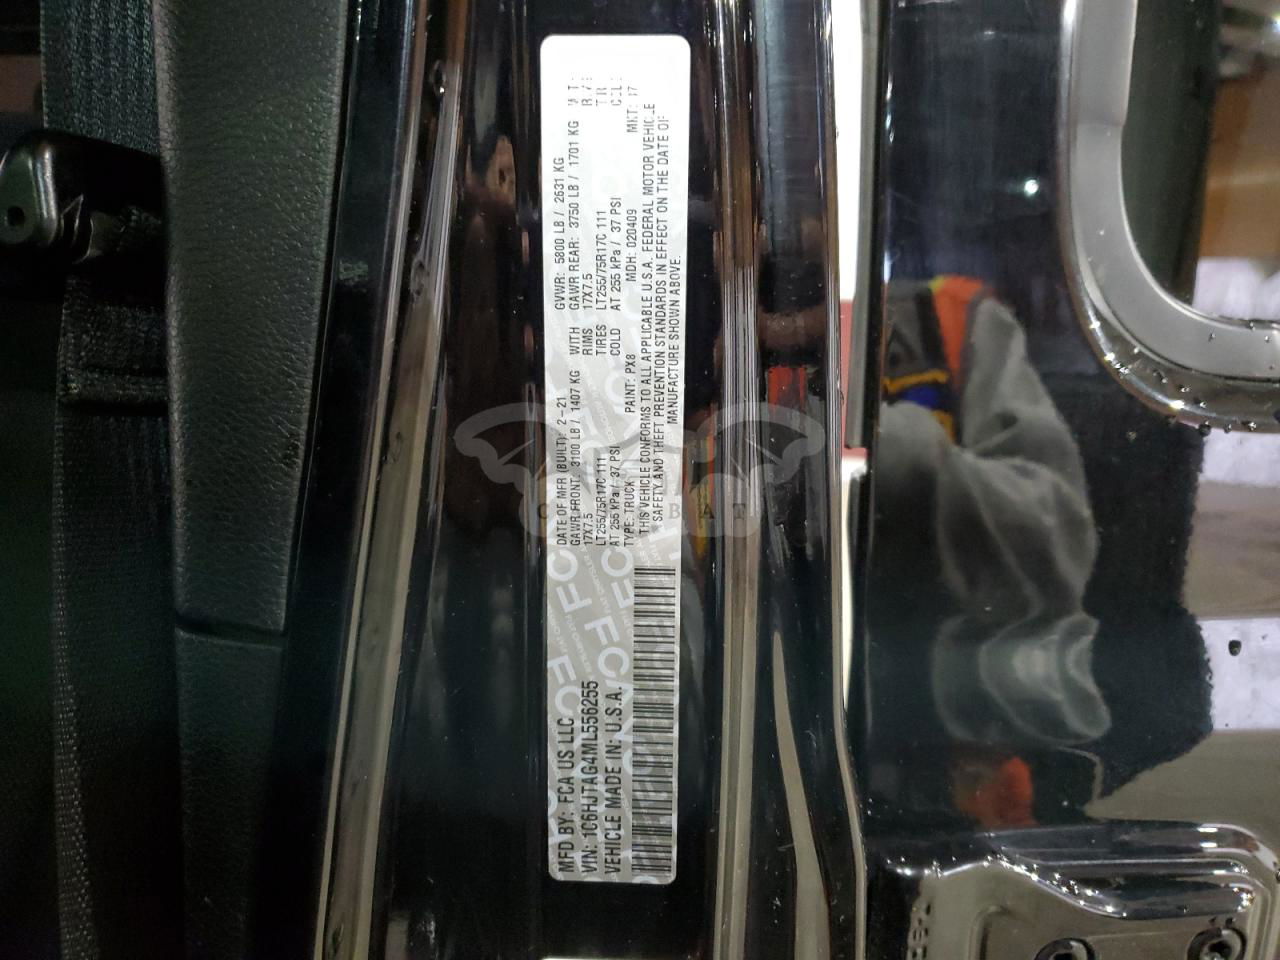 MFD BY: FCA US LLC
DATE OF MFR (BUILT): 2-21
GVWR: 5800 LB / 2631 KG
VIN: 1C6HJTAG4ML556255
GAWR FRONT: 3100 LB / 1407 KG WITH
GAWR REAR: 3750 LB / 1701 KG
VEHICLE MADE IN: U.S.A.
17X7.5 RIMS 17X7.5
LT255/75R17C 111 TIRES LT255/75R17C 111
AT 255 kPa / 37 PSI COLD AT 255 kPa / 37 PSI
TYPE: TRUCK PAINT: PX8 MDH: 020409 MKT:
THIS VEHICLE CONFORMS TO ALL APPLICABLE U.S.A. FEDERAL MOTOR VEHICLE
SAFETY AND THEFT PREVENTION STANDARDS IN EFFECT ON THE DATE OF
MANUFACTURE SHOWN ABOVE.